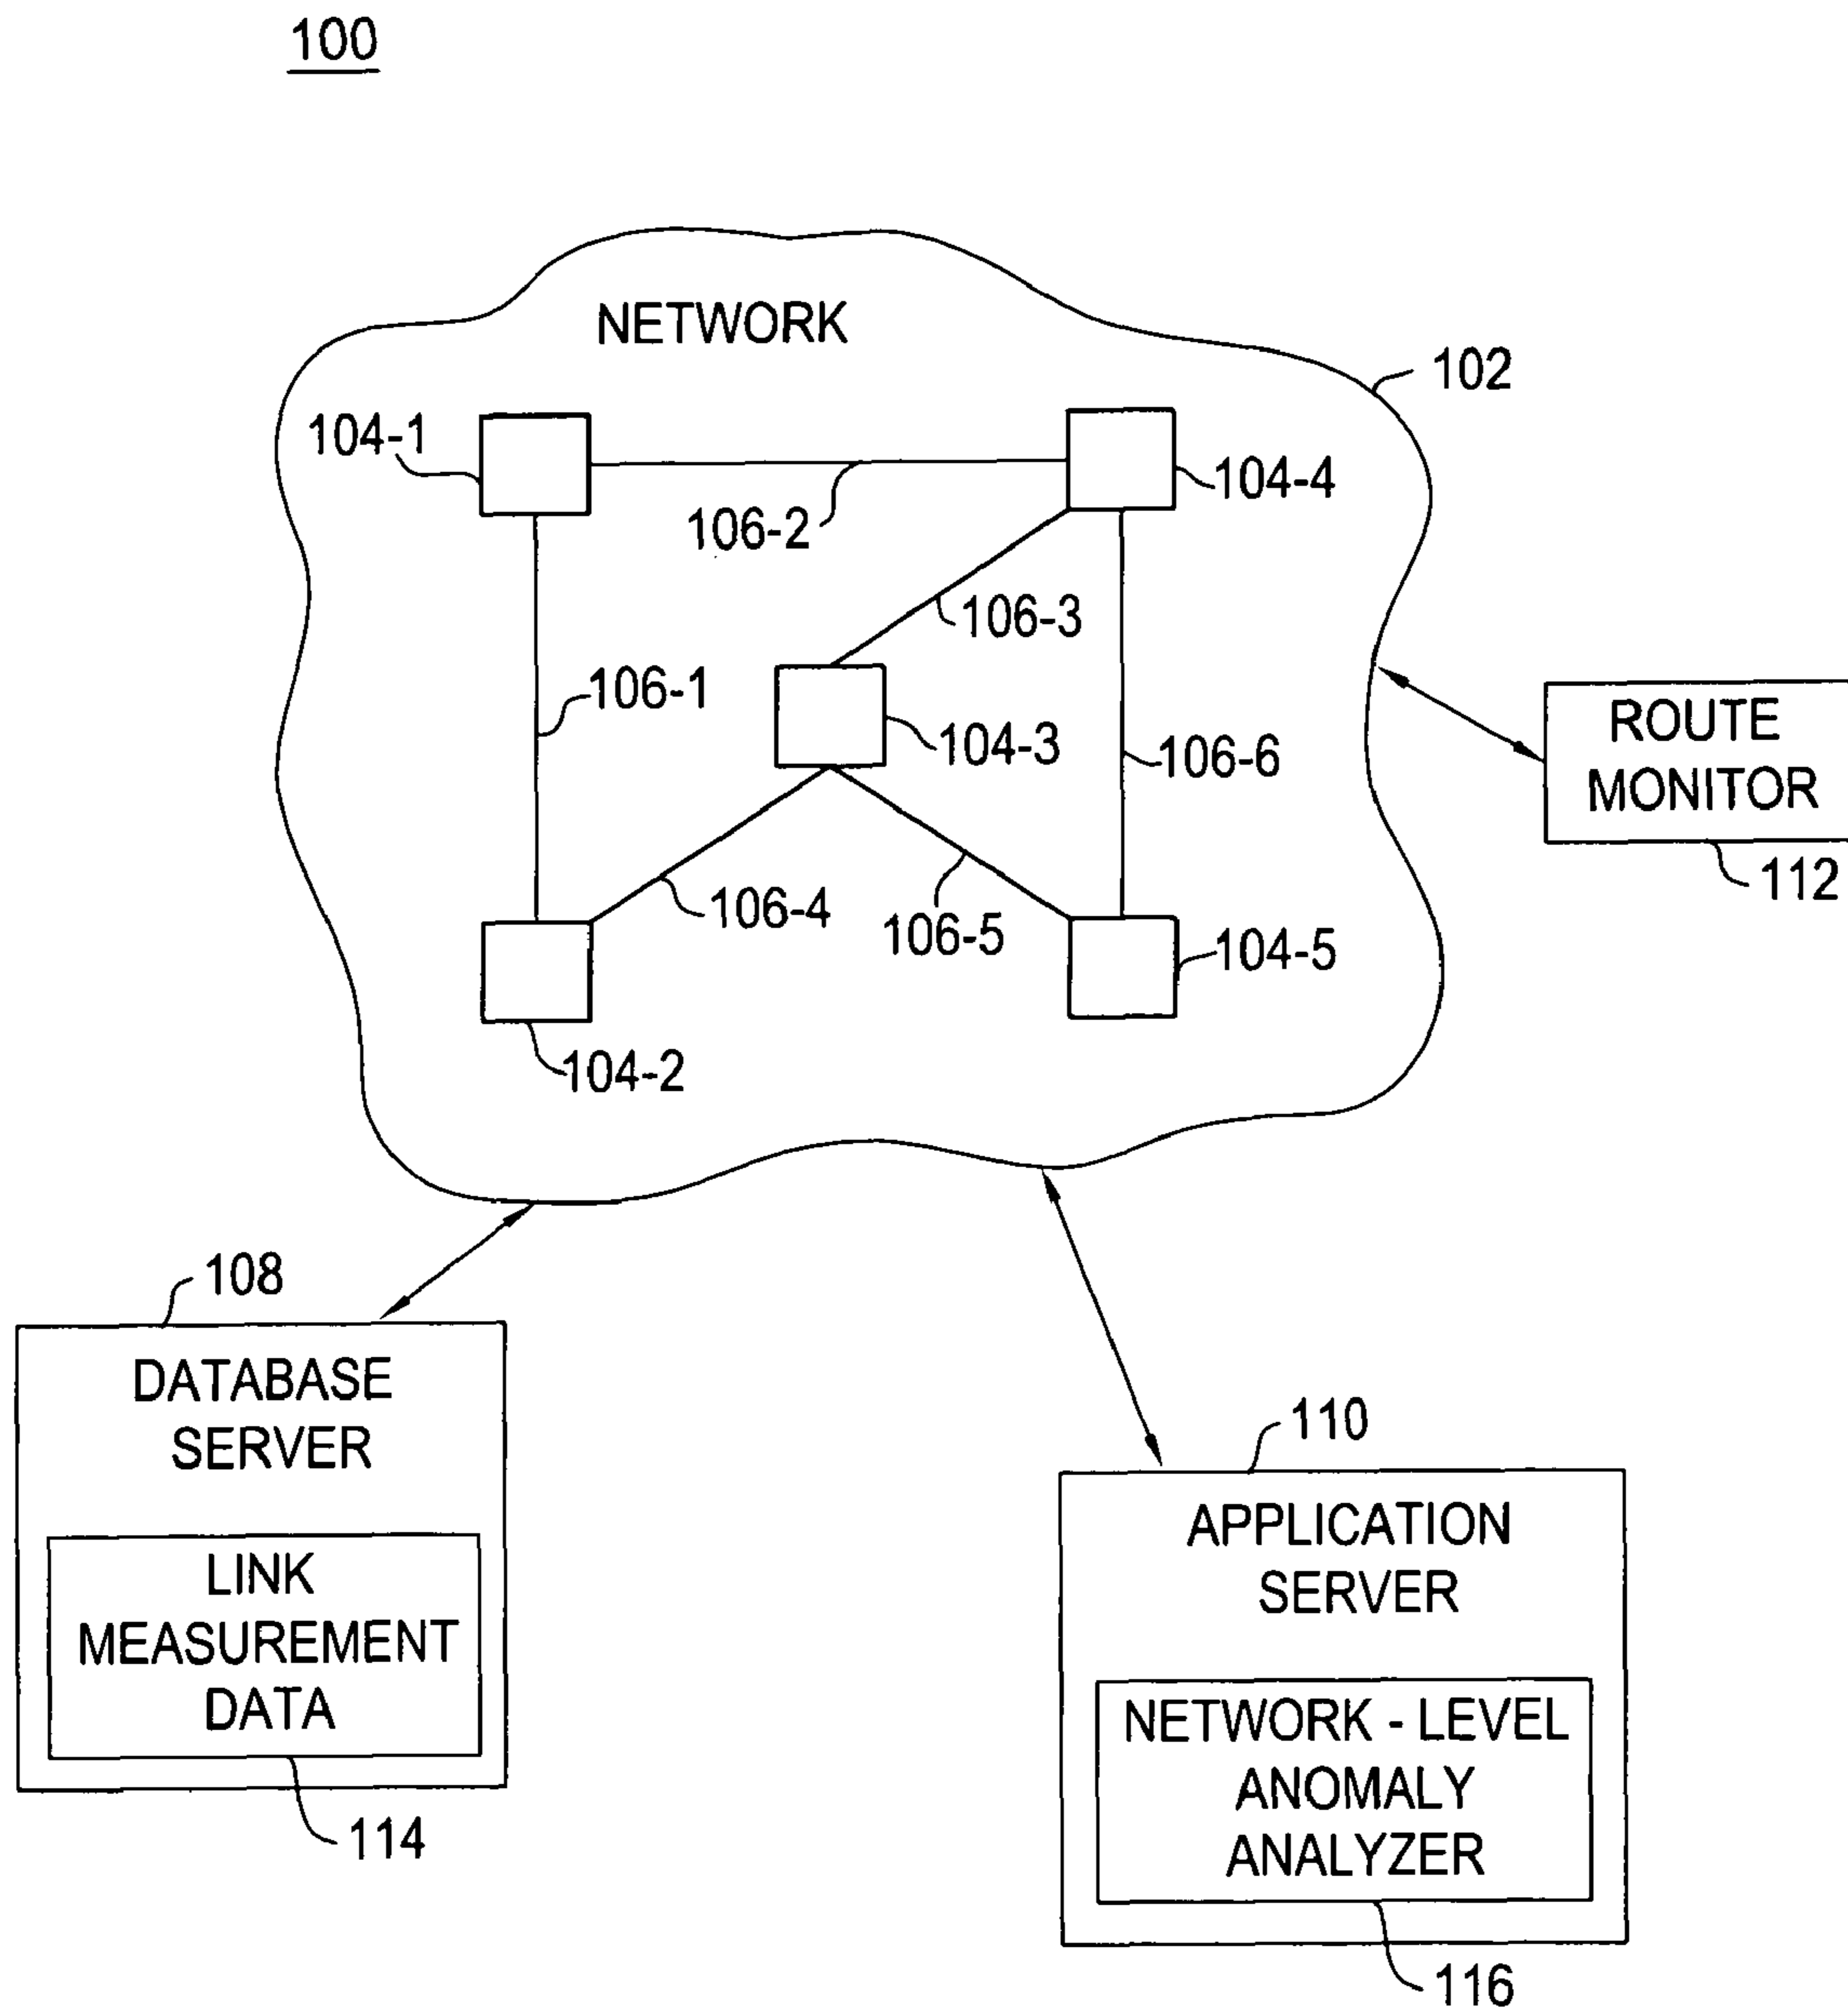 100
NETWORK
102
104-1
104-4
106-2
106-3
106-1
104-3
106-6
ROUTE
MONITOR
112
106-4
106-5
104-5
104-2
108
DATABASE
SERVER
LINK
MEASUREMENT
DATA
114
110
APPLICATION
SERVER
NETWORK - LEVEL
ANOMALY
ANALYZER
116